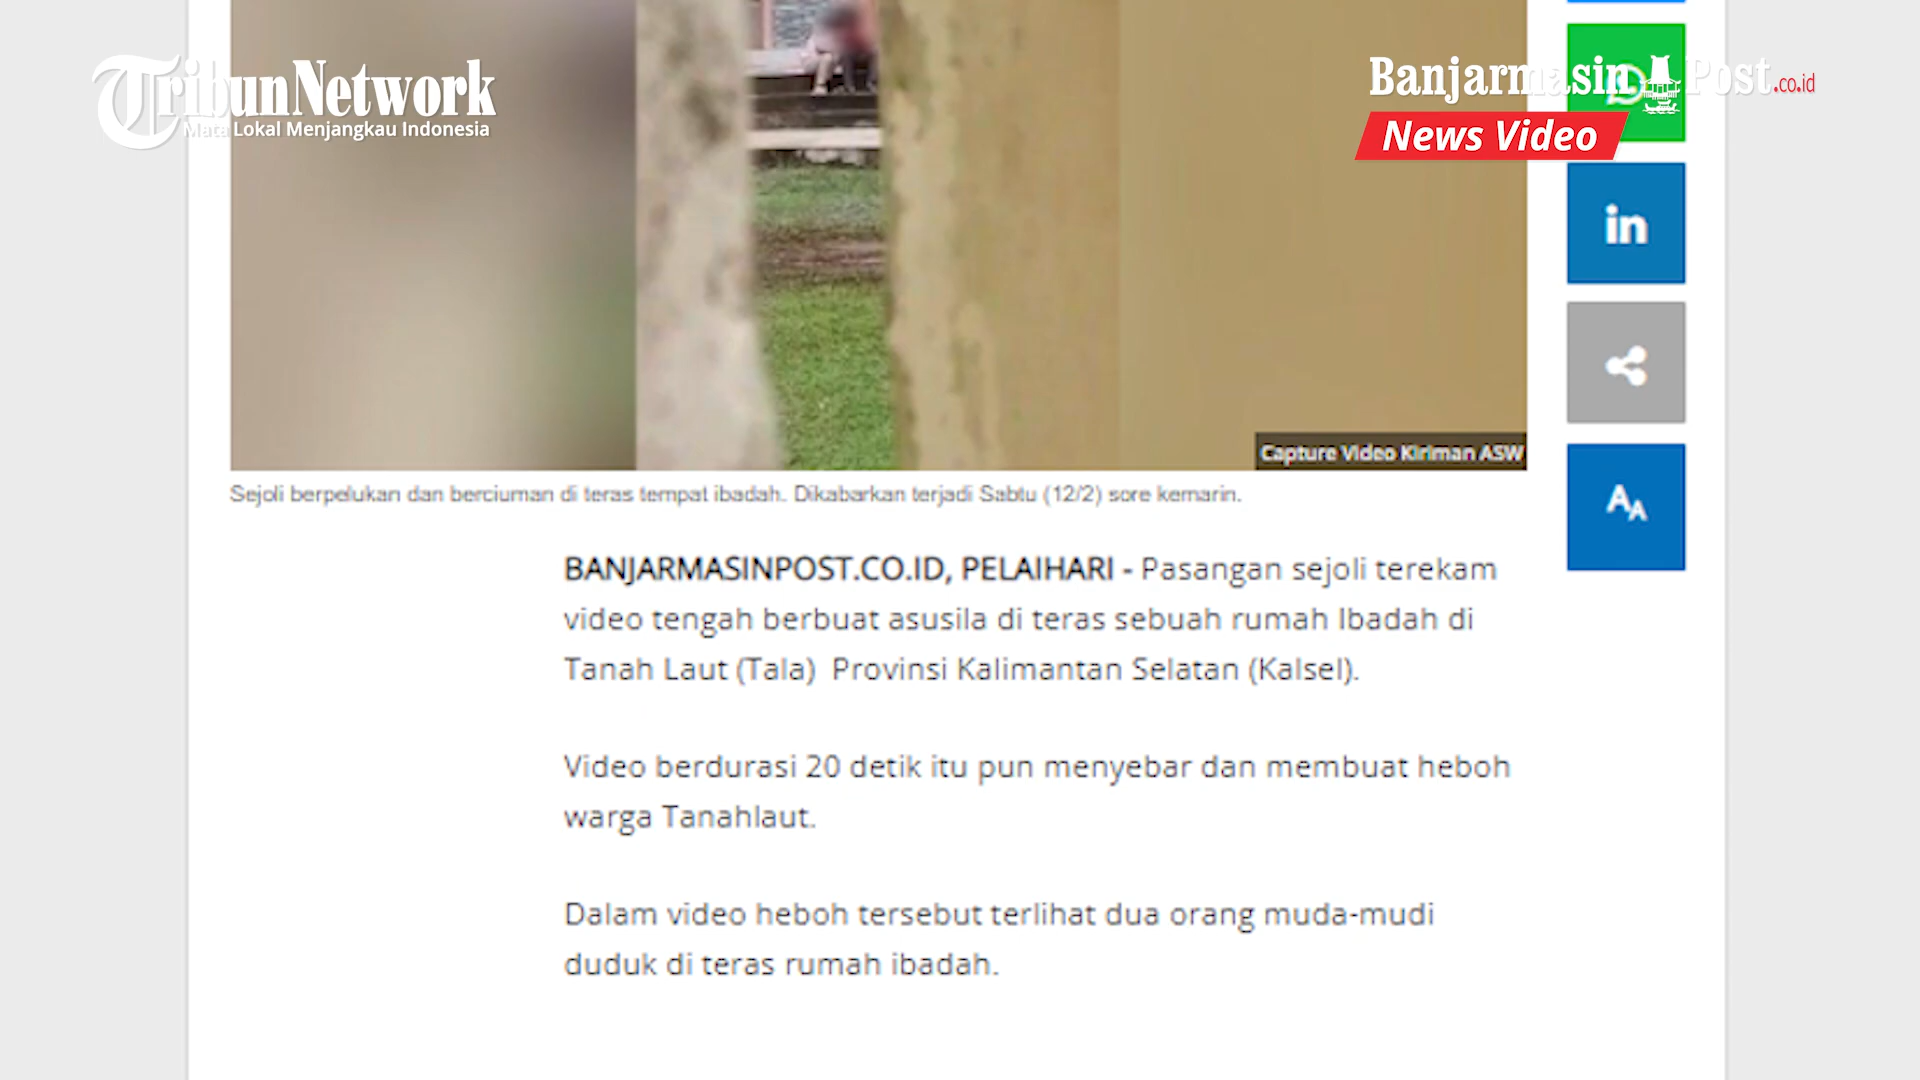 TribunNetwork
Mata Lokal Menjangkau Indonesia
Banjarmasin Post.co.id
News Video
in
Capture Video Kiriman ASW
Sejoli berpelukan dan berciuman di teras tempat ibadah. Dikabarkan terjadi Sabtu (12/2) sore kemarin.
AA
BANJARMASINPOST.CO.ID, PELAIHARI - Pasangan sejoli terekam
video tengah berbuat asusila di teras sebuah rumah Ibadah di
Tanah Laut (Tala) Provinsi Kalimantan Selatan (Kalsel).
Video berdurasi 20 detik itu pun menyebar dan membuat heboh
warga Tanahlaut.
Dalam video heboh tersebut terlihat dua orang muda-mudi
duduk di teras rumah ibadah.